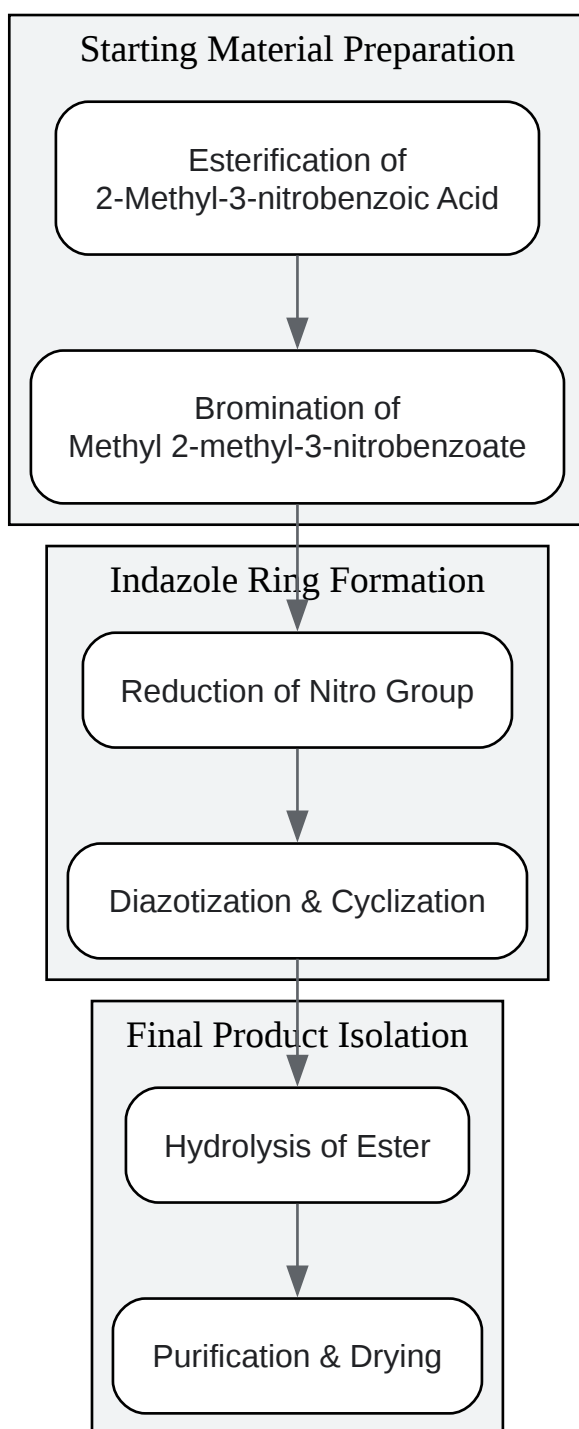 Starting Material Preparation
Esterification of
2-Methyl-3-nitrobenzoic Acid
Bromination of
Methyl 2-methyl-3-nitrobenzoate
Indazole Ring Formation
Reduction of Nitro Group
Diazotization & Cyclization
Final Product Isolation
Hydrolysis of Ester
Purification & Drying